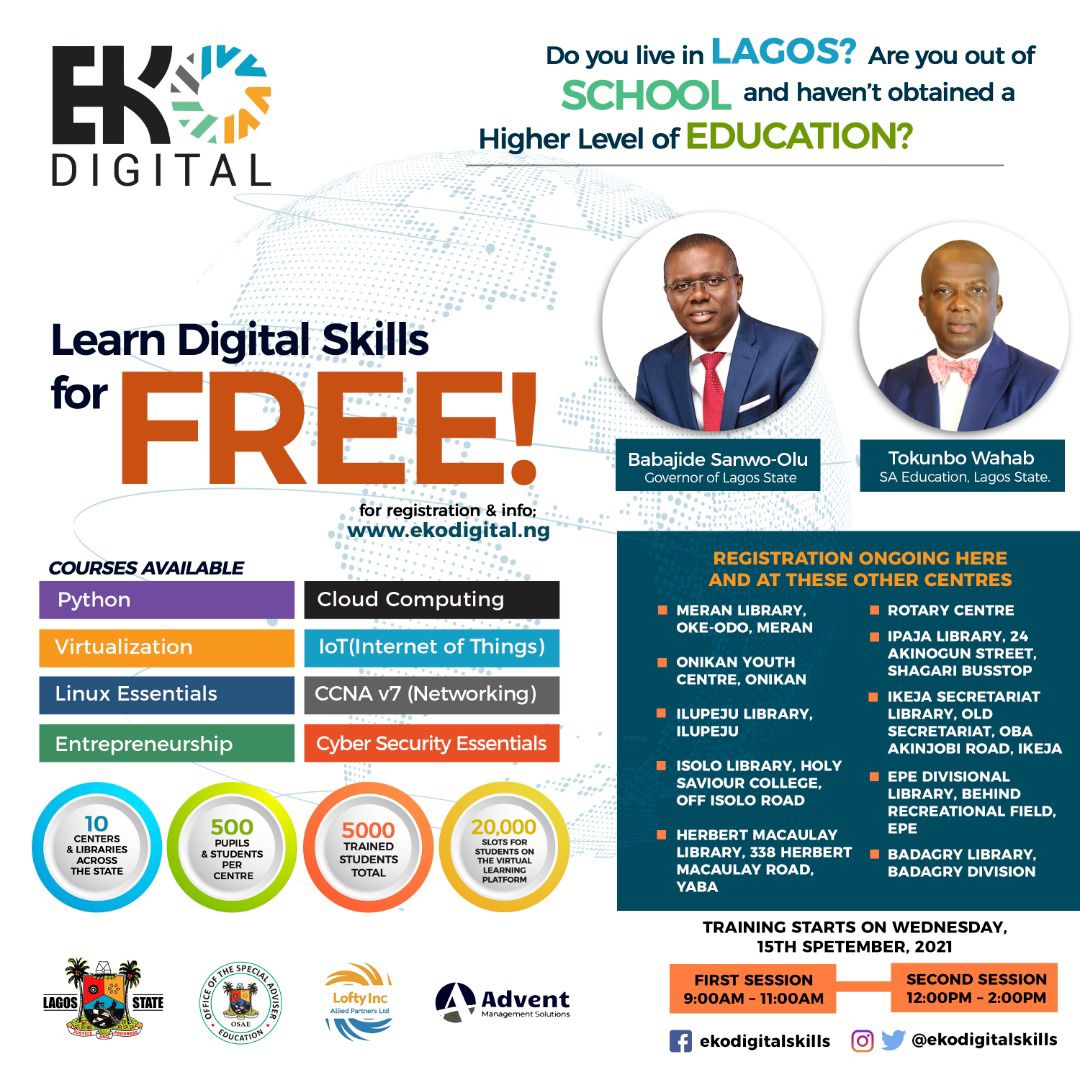 EKO
DIGITAL
Do you live in LAGOS? Are you out of
SCHOOL and haven't obtained a
Higher Level of EDUCATION?
Learn Digital Skills
for FREE!
for registration & info;
www.ekodigital.ng
Babajide Sanwo-Olu
Governor of Lagos State
Tokunbo Wahab
SA Education, Lagos State.
COURSES AVAILABLE
Python
Cloud Computing
Virtualization
IoT(Internet of Things)
Linux Essentials
CCNA v7 (Networking)
Entrepreneurship
Cyber Security Essentials
10
CENTERS
& LIBRARIES
ACROSS
THE STATE
500
PUPILS
& STUDENTS
PER
CENTRE
5000
TRAINED
STUDENTS
TOTAL
20,000
SLOTS FOR
STUDENTS ON
THE VIRTUAL
LEARNING
PLATFORM
REGISTRATION ONGOING HERE
AND AT THESE OTHER CENTRES
MERAN LIBRARY,
OKE-ODO, MERAN
ONIKAN YOUTH
CENTRE, ONIKAN
ILUPEJU LIBRARY,
ILUPEJU
ISOLO LIBRARY, HOLY
SAVIOUR COLLEGE,
OFF ISOLO ROAD
HERBERT MACAULAY
LIBRARY, 338 HERBERT
MACAULAY ROAD,
YABA
ROTARY CENTRE
IPAJA LIBRARY, 24
AKINOGUN STREET,
SHAGARI BUSSTOP
IKEJA SECRETARIAT
LIBRARY, OLD
SECRETARIAT, OBA
AKINJOBI ROAD, IKEJA
EPE DIVISIONAL
LIBRARY, BEHIND
RECREATIONAL FIELD,
EPE
BADAGRY LIBRARY,
BADAGRY DIVISION
TRAINING STARTS ON WEDNESDAY,
15TH SPETEMBER, 2021
FIRST SESSION
9:00AM – 11:00AM
SECOND SESSION
12:00PM – 2:00PM
LAGOS STATE
JUSTICE AND PROGRESS
OFFICE OF THE SPECIAL ADVISER
OSAE
EDUCATION
Lofty Inc
Allied Partners Ltd
Advent
Management Solutions
ekodigitalskills
@ekodigitalskills